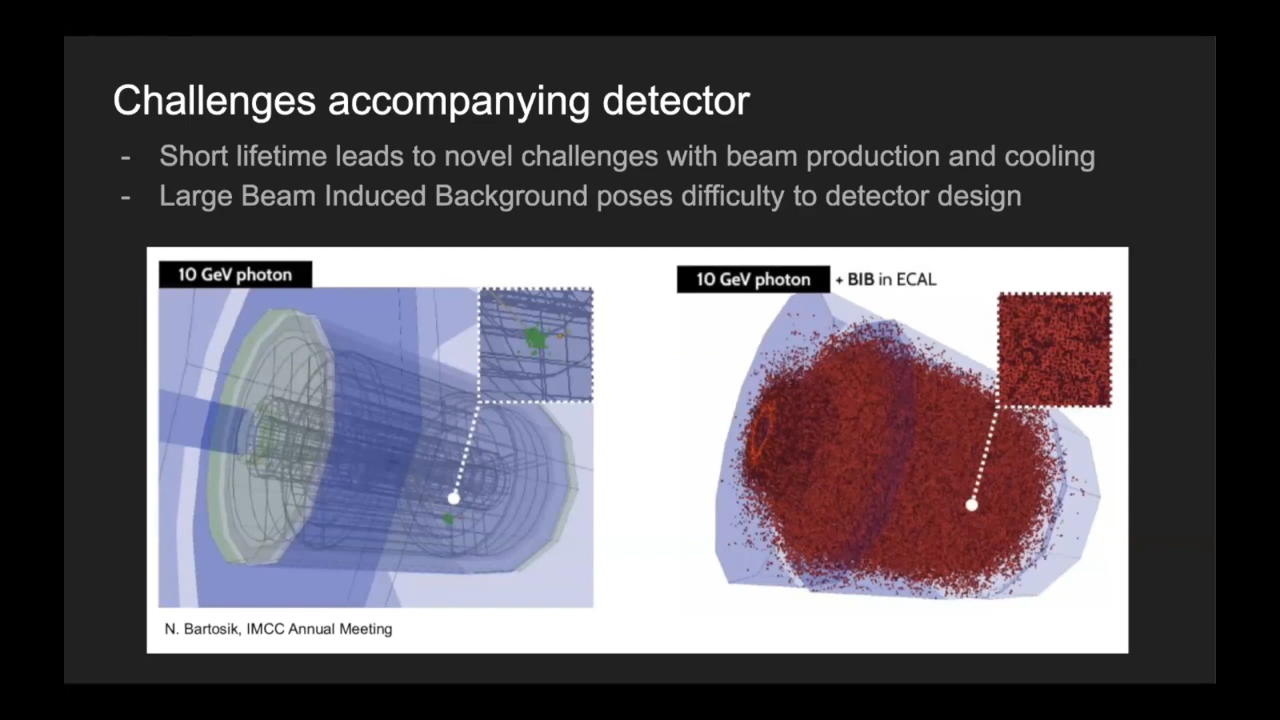 Challenges accompanying detector
- Short lifetime leads to novel challenges with beam production and cooling
- Large Beam Induced Background poses difficulty to detector design
10 GeV photon
10 GeV photon + BIB in ECAL
N. Bartosik, IMCC Annual Meeting